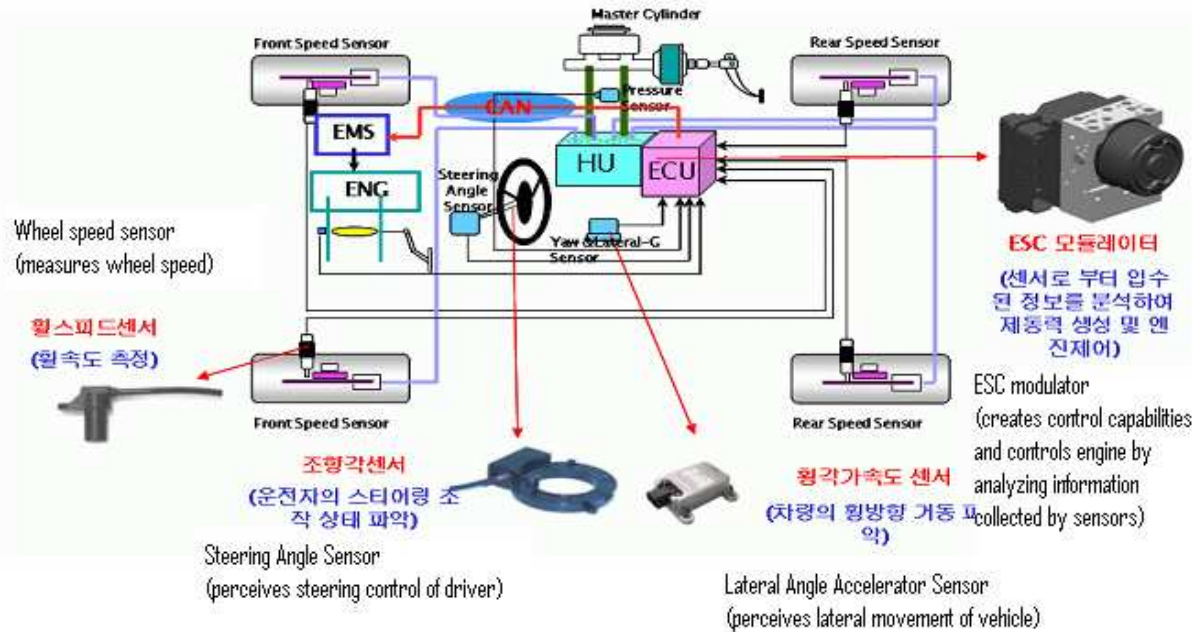 Master Cylinder
Front Speed Sensor
Rear Speed Sensor
Pressure
Sensor
CAN
EMS
HU
ECU
ENG
Steering
Angle
Sensor
Yaw &Lateral-G
Sensor
Wheel speed sensor
(measures wheel speed)
휠스피드센서
(휠속도 측정)
ESC 모듈레이터
(센서로 부터 입수
된 정보를 분석하여
제동력 생성 및 엔
진제어)
ESC modulator
(creates control capabilities
and controls engine by
analyzing information
collected by sensors)
Front Speed Sensor
Rear Speed Sensor
조향각센서
(운전자의 스티어링 조
작 상태 파악)
Steering Angle Sensor
(perceives steering control of driver)
횡각가속도 센서
(차량의 횡방향 거동 파
악)
Lateral Angle Accelerator Sensor
(perceives lateral movement of vehicle)